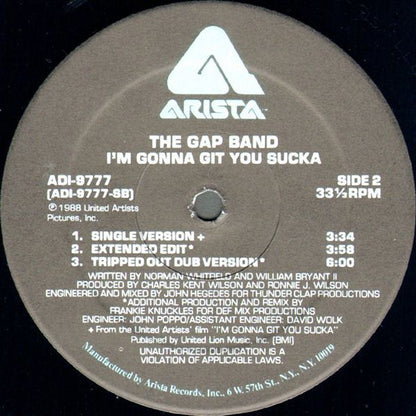 ARISTA™
THE GAP BAND
I'M GONNA GIT YOU SUCKA
ADI-9777
(ADI-9777-SB)
SIDE 2
33⅓RPM
℗ 1988 United Artists
Pictures, Inc.
1. SINGLE VERSION + 3:34
2. EXTENDED EDIT* 3:58
3. TRIPPED OUT DUB VERSION* 6:00
WRITTEN BY NORMAN WHITFIELD and WILLIAM BRYANT II
PRODUCED BY CHARLES KENT WILSON and RONNIE J. WILSON
ENGINEERED and MIXED BY JOHN HEGEDES for THUNDER CLAP PRODUCTIONS
*ADDITIONAL PRODUCTION and REMIX BY
FRANKIE KNUCKLES FOR DEF MIX PRODUCTIONS
ENGINEER: JOHN POPPO/ASSISTANT ENGINEER: DAVID WOLK
+ From the United Artists' film "I'M GONNA GIT YOU SUCKA"
Published by United Lion Music, Inc. (BMI)
UNAUTHORIZED DUPLICATION IS A
VIOLATION OF APPLICABLE LAWS.
Manufactured by Arista Records, Inc., 6 W. 57th St., N.Y., N.Y. 10019